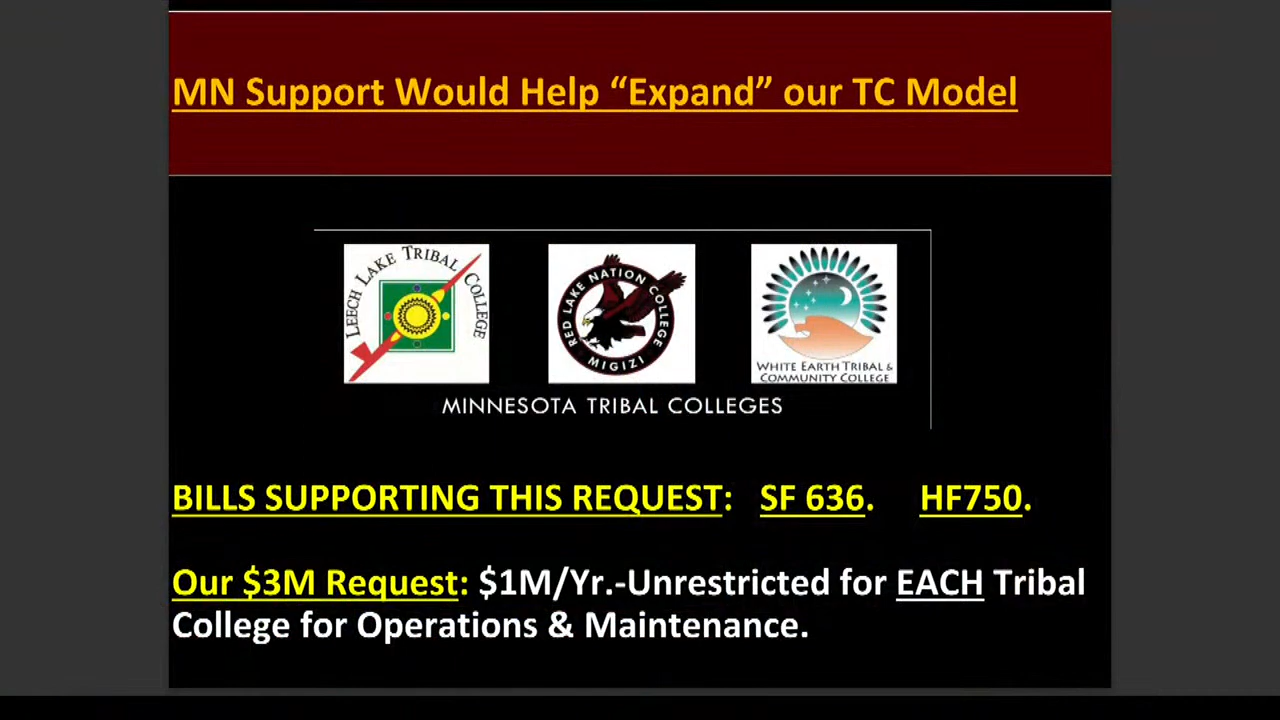 MN Support Would Help “Expand” our TC Model
LEECH LAKE TRIBAL COLLEGE
RED LAKE NATION COLLEGE
MIGIZI
WHITE EARTH TRIBAL &
COMMUNITY COLLEGE
MINNESOTA TRIBAL COLLEGES
BILLS SUPPORTING THIS REQUEST: SF 636. HF750.
Our $3M Request: $1M/Yr.-Unrestricted for EACH Tribal
College for Operations & Maintenance.